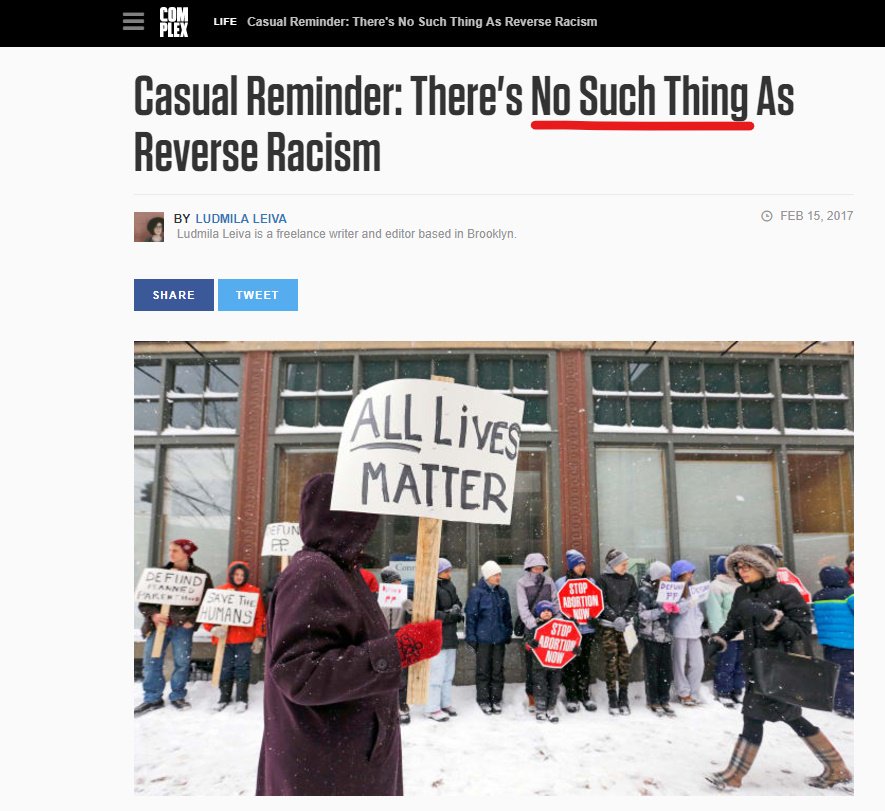 COM
PLEX
LIFE Casual Reminder: There's No Such Thing As Reverse Racism
Casual Reminder: There's No Such Thing As
Reverse Racism
BY LUDMILA LEIVA
FEB 15, 2017
Ludmila Leiva is a freelance writer and editor based in Brooklyn.
SHARE TWEET
ALL LiVES
MATTER
DEFUND
PLANNED
PARENTHOOD
SAVE THE
HUMANS
DEFUN
PP
PP
STOP
ABORTION
NOW
STOP
ABORTION
NOW
DEFUND